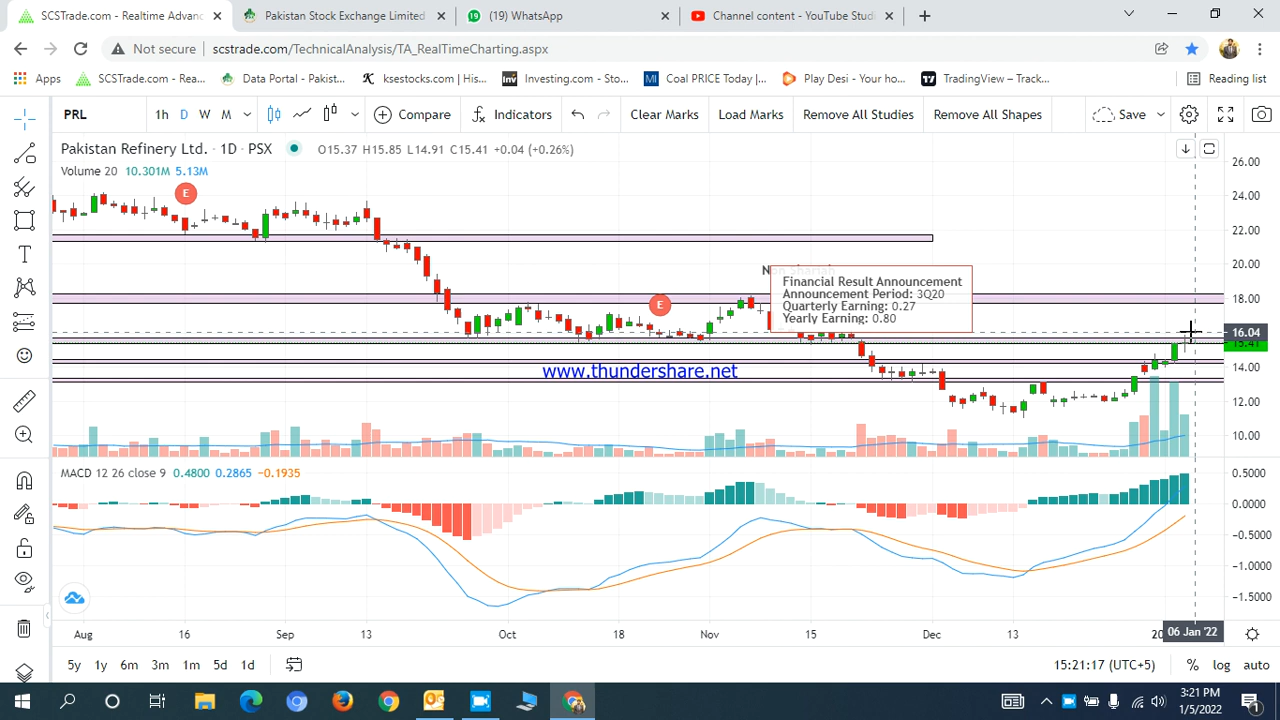 SCSTrade.com - Realtime Advanc
Pakistan Stock Exchange Limited
(19) WhatsApp
Channel content - YouTube Studi
Not secure
scstrade.com/TechnicalAnalysis/TA_RealTimeCharting.aspx
Apps
SCSTrade.com - Rea...
Data Portal - Pakist...
ksestocks.com | His...
Investing.com - Sto...
Coal PRICE Today |...
Play Desi - Your ho...
TradingView – Track...
Reading list
PRL
1h D W M
Compare
Indicators
Clear Marks
Load Marks
Remove All Studies
Remove All Shapes
Save
Pakistan Refinery Ltd. · 1D · PSX
O15.37 H15.85 L14.91 C15.41 +0.04 (+0.26%)
Volume 20 10.301M 5.13M
E
E
Financial Result Announcement
Announcement Period: 3Q20
Quarterly Earning: 0.27
Yearly Earning: 0.80
www.thundershare.net
26.00
24.00
22.00
20.00
18.00
16.04
15.41
14.00
12.00
10.00
MACD 12 26 close 9 0.4800 0.2865 −0.1935
0.5000
0.0000
−0.5000
−1.0000
−1.5000
Aug 16 Sep 13 Oct 18 Nov 15 Dec 13 06 Jan '22
5y 1y 6m 3m 1m 5d 1d
15:21:17 (UTC+5)
% log auto
3:21 PM
1/5/2022